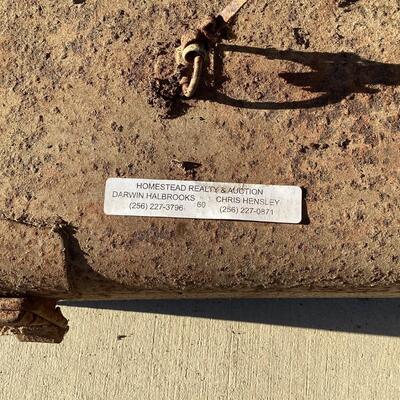 HOMESTEAD REALTY & AUCTION
DARWIN HALBROOKS CHRIS HENSLEY
(256) 227-3796 60 (256) 227-0871